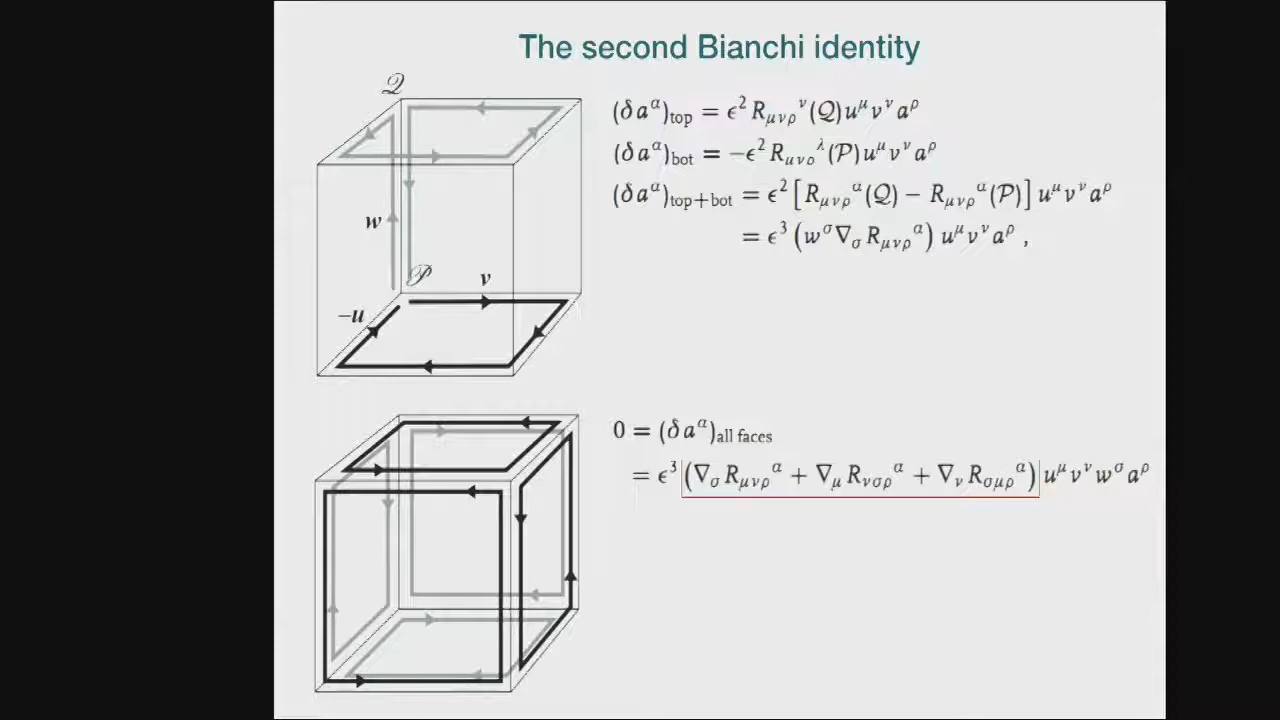 The second Bianchi identity
𝒬
(δa^α)_top = ϵ² R_μνρ^ν(𝒬)u^μ v^ν a^ρ
(δa^α)_bot = −ϵ² R_μνρ^λ(𝒫)u^μ v^ν a^ρ
(δa^α)_top+bot = ϵ² [R_μνρ^α(𝒬) − R_μνρ^α(𝒫)] u^μ v^ν a^ρ
w
= ϵ³ (w^σ ∇_σ R_μνρ^α) u^μ v^ν a^ρ ,
𝒫
v
−u
0 = (δa^α)_all faces
= ϵ³ (∇_σ R_μνρ^α + ∇_μ R_νσρ^α + ∇_ν R_σμρ^α) u^μ v^ν w^σ a^ρ